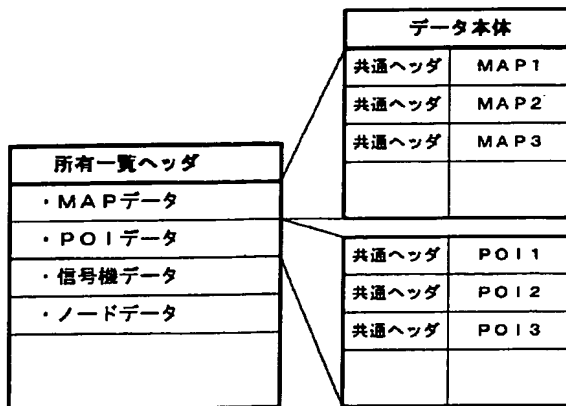 データ本体
共通ヘッダ MAP1
共通ヘッダ MAP2
共通ヘッダ MAP3
所有一覧ヘッダ
・MAPデータ
・POIデータ
・信号機データ
・ノードデータ
共通ヘッダ POI1
共通ヘッダ POI2
共通ヘッダ POI3